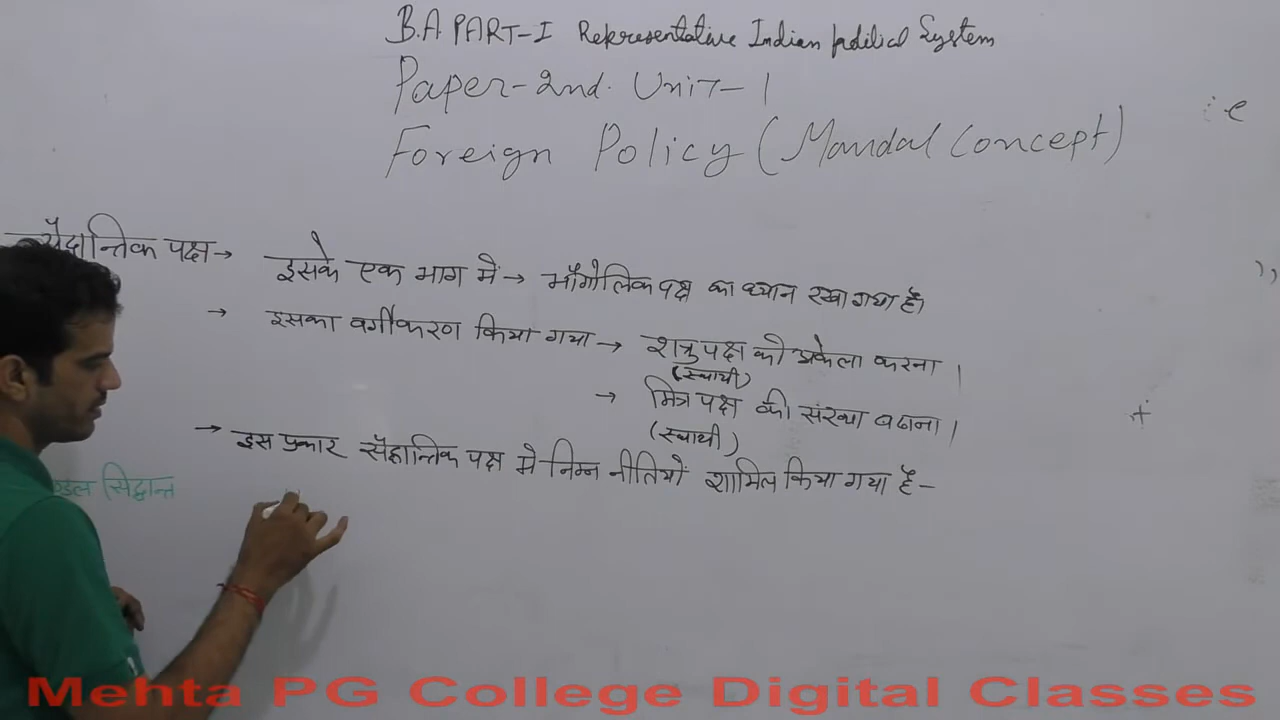 B.A PART-I Representative Indian political System
Paper-2nd. Unit-1
Foreign Policy (Mandal Concept)
सैद्धान्तिक पक्ष → इसके एक भाग में → भौगोलिक पक्ष का ध्यान रखा गया है।
→ इसका वर्गीकरण किया गया → शत्रु पक्ष को अकेला करना।
(स्थायी)
→ मित्र पक्ष की संख्या बढाना।
(स्थायी)
→ इस प्रकार सैद्धान्तिक पक्ष मे निम्न नीतियों शामिल किया गया है -
सिद्धान्त
Mehta PG College Digital Classes